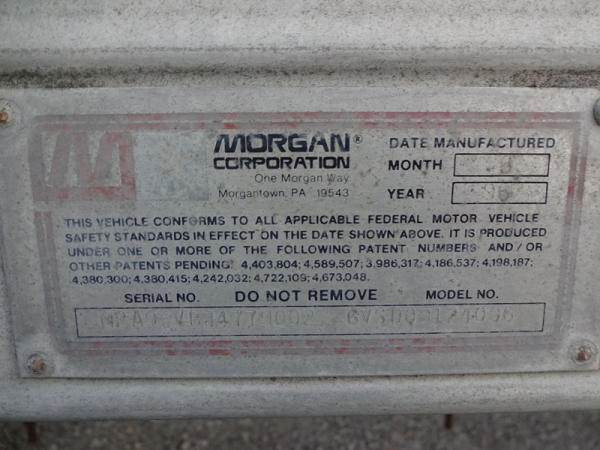 M
MORGAN®
CORPORATION
One Morgan Way
Morgantown, PA 19543
DATE MANUFACTURED
MONTH
YEAR 96
THIS VEHICLE CONFORMS TO ALL APPLICABLE FEDERAL MOTOR VEHICLE
SAFETY STANDARDS IN EFFECT ON THE DATE SHOWN ABOVE. IT IS PRODUCED
UNDER ONE OR MORE OF THE FOLLOWING PATENT NUMBERS AND/OR
OTHER PATENTS PENDING: 4,403,804; 4,589,507; 3,986,317; 4,186,537; 4,198,187;
4,380,300; 4,380,415; 4,242,032; 4,722,109; 4,673,048.
SERIAL NO. DO NOT REMOVE MODEL NO.